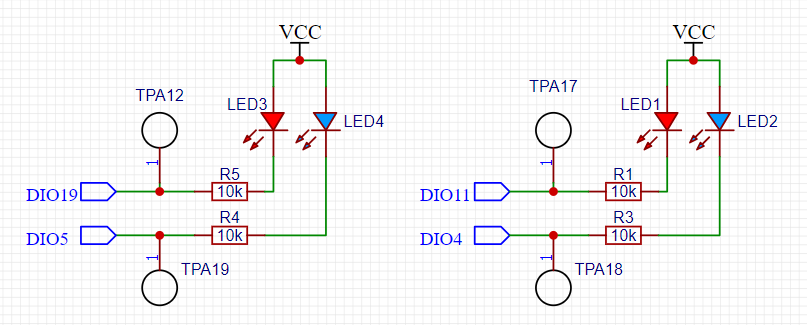 VCC
VCC
TPA12
TPA17
LED3
LED4
LED1
LED2
1
1
R5
R1
DIO19
10k
DIO11
10k
R4
R3
DIO5
10k
DIO4
10k
1
1
TPA19
TPA18